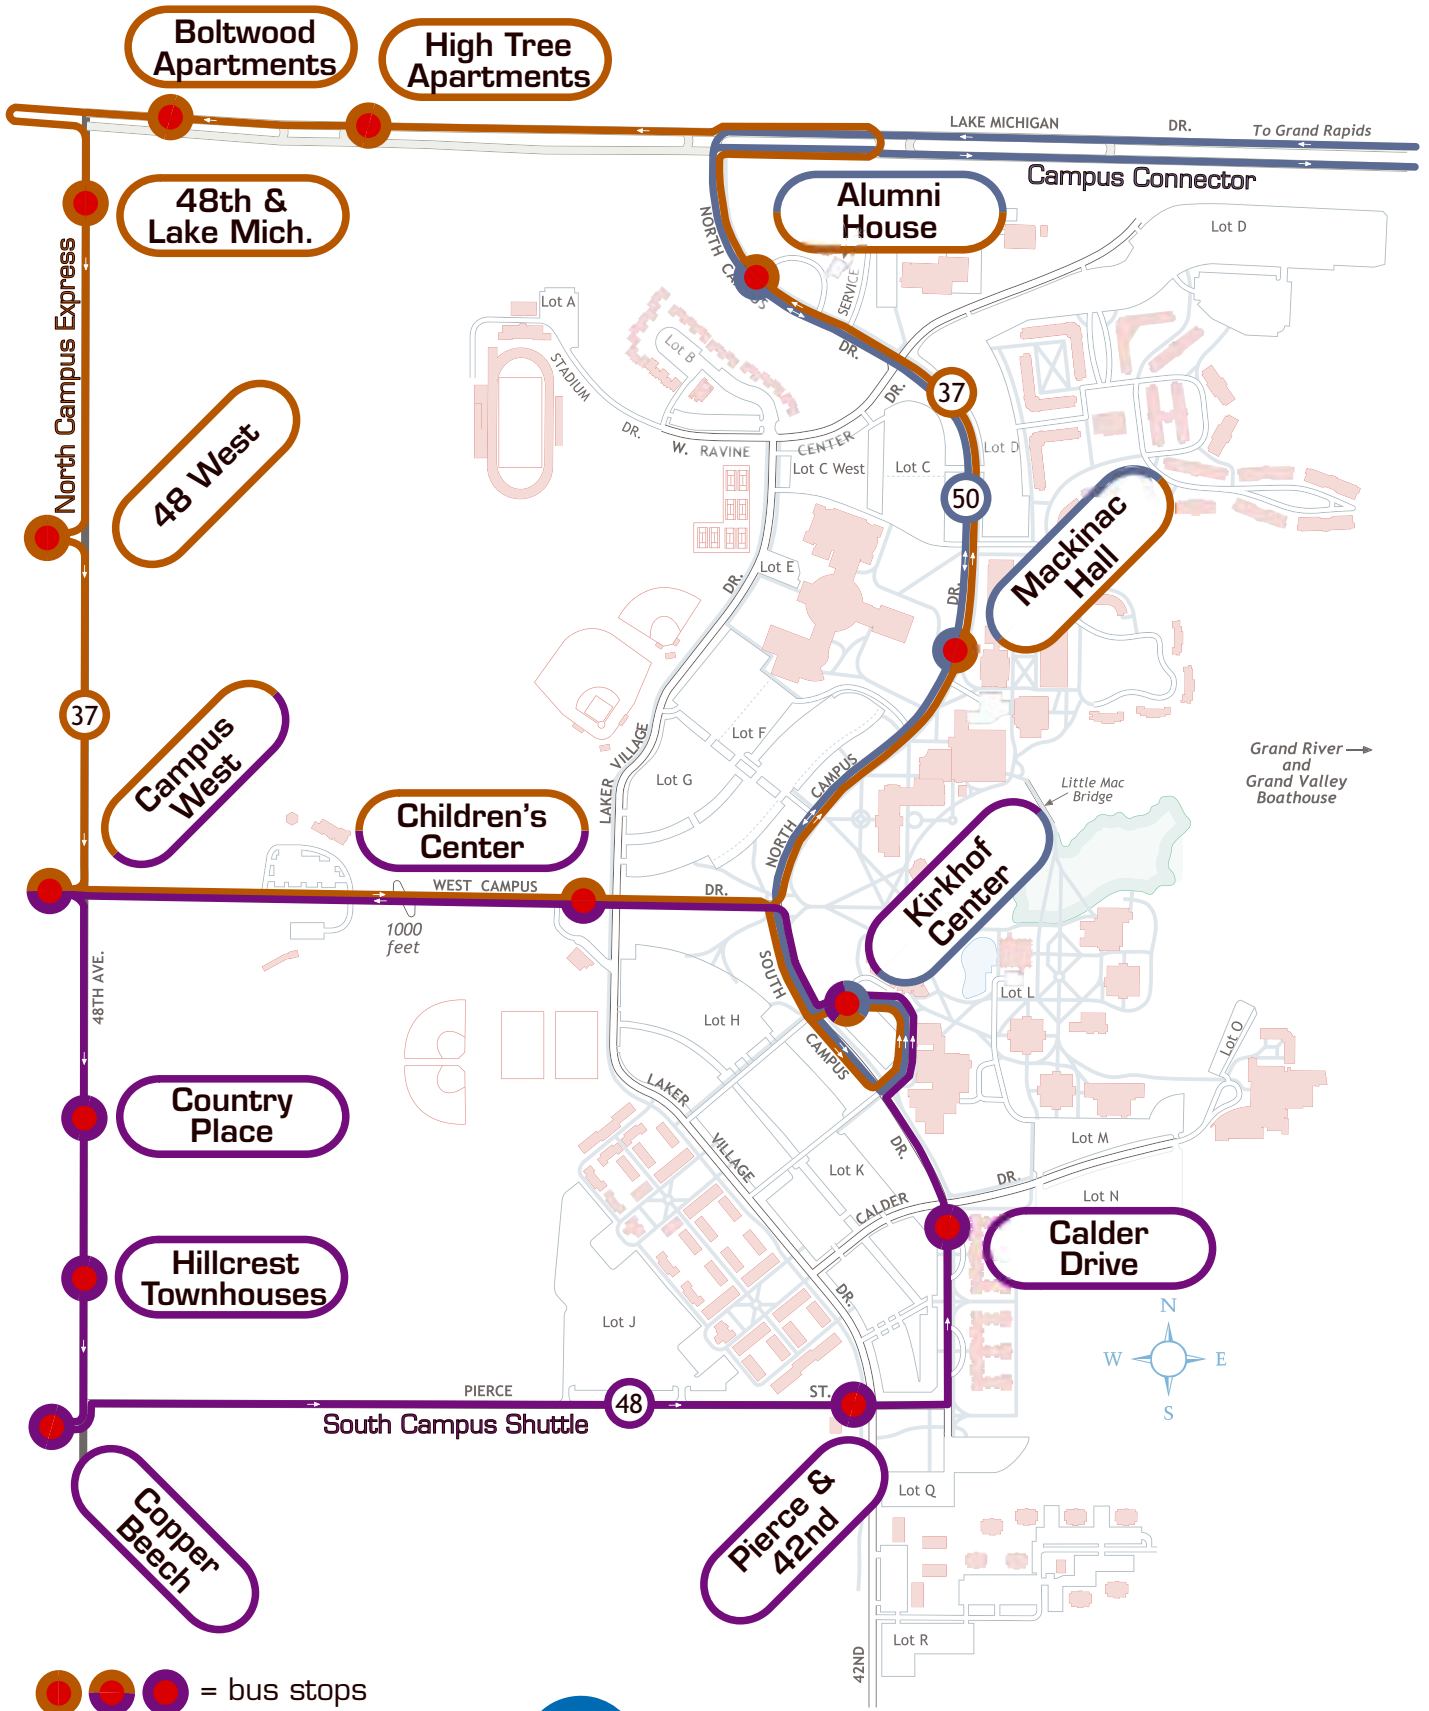 Boltwood
Apartments
High Tree
Apartments
LAKE MICHIGAN
DR.
To Grand Rapids
Campus Connector
48th &
Lake Mich.
Alumni
House
NORTH CAMPUS
DR.
SERVICE
Lot D
North Campus Express
Lot A
STADIUM
DR.
Lot B
37
DR.
48 West
W. RAVINE
CENTER
Lot C West
Lot C
Lot D
50
Mackinac
Hall
Lot E
DR.
DR.
37
Campus
West
LAKER VILLAGE
Lot F
Lot G
NORTH CAMPUS
Grand River
and
Grand Valley
Boathouse
Little Mac
Bridge
Children's
Center
Kirkhof
Center
WEST CAMPUS
DR.
1000
feet
48TH AVE.
SOUTH
CAMPUS
DR.
Lot H
Lot L
Lot O
LAKER
VILLAGE
DR.
Country
Place
Lot M
Lot K
CALDER
DR.
Lot N
Calder
Drive
Hillcrest
Townhouses
Lot J
N
W
E
S
PIERCE
48
ST.
South Campus Shuttle
Copper
Beech
Pierce &
42nd
Lot Q
Lot R
42ND
= bus stops